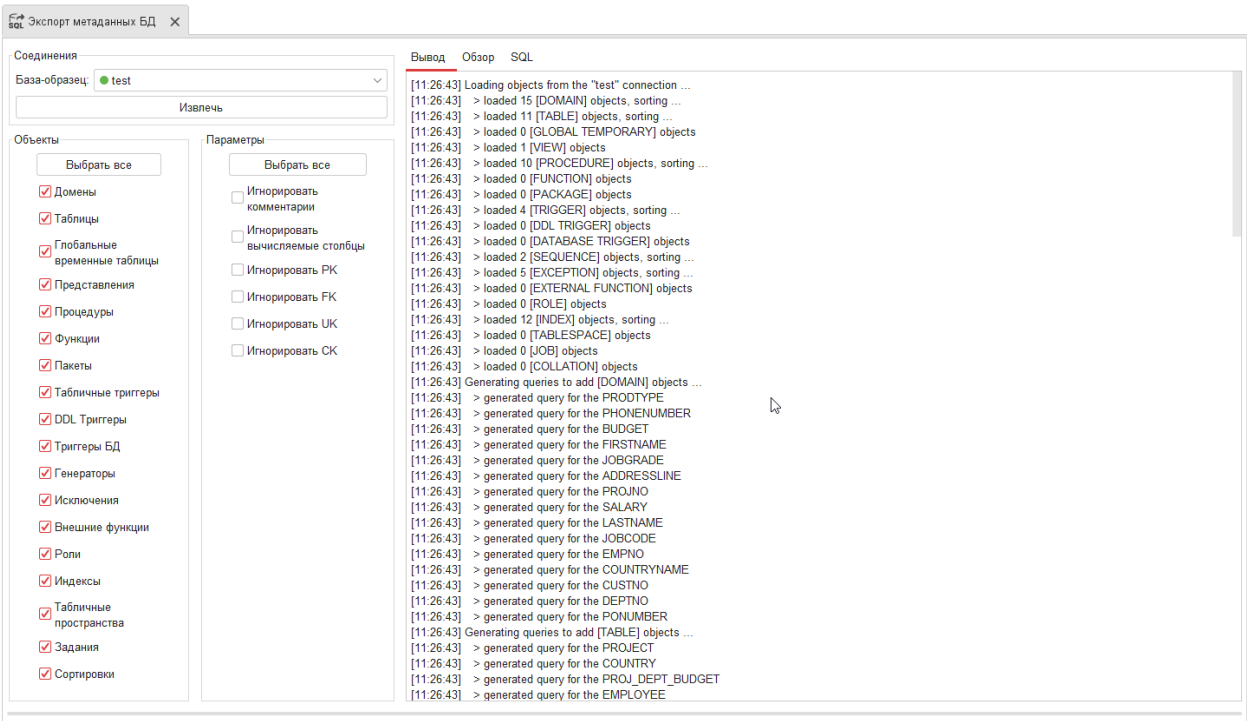 SQL Экспорт метаданных БД
Соединения
База-образец: test
Извлечь
Объекты
Выбрать все
Домены
Таблицы
Глобальные
временные таблицы
Представления
Процедуры
Функции
Пакеты
Табличные триггеры
DDL Триггеры
Триггеры БД
Генераторы
Исключения
Внешние функции
Роли
Индексы
Табличные
пространства
Задания
Сортировки
Параметры
Выбрать все
Игнорировать
комментарии
Игнорировать
вычисляемые столбцы
Игнорировать PK
Игнорировать FK
Игнорировать UK
Игнорировать CK
Вывод Обзор SQL
[11:26:43] Loading objects from the "test" connection ...
[11:26:43] > loaded 15 [DOMAIN] objects, sorting ...
[11:26:43] > loaded 11 [TABLE] objects, sorting ...
[11:26:43] > loaded 0 [GLOBAL TEMPORARY] objects
[11:26:43] > loaded 1 [VIEW] objects
[11:26:43] > loaded 10 [PROCEDURE] objects, sorting ...
[11:26:43] > loaded 0 [FUNCTION] objects
[11:26:43] > loaded 0 [PACKAGE] objects
[11:26:43] > loaded 4 [TRIGGER] objects, sorting ...
[11:26:43] > loaded 0 [DDL TRIGGER] objects
[11:26:43] > loaded 0 [DATABASE TRIGGER] objects
[11:26:43] > loaded 2 [SEQUENCE] objects, sorting ...
[11:26:43] > loaded 5 [EXCEPTION] objects, sorting ...
[11:26:43] > loaded 0 [EXTERNAL FUNCTION] objects
[11:26:43] > loaded 0 [ROLE] objects
[11:26:43] > loaded 12 [INDEX] objects, sorting ...
[11:26:43] > loaded 0 [TABLESPACE] objects
[11:26:43] > loaded 0 [JOB] objects
[11:26:43] > loaded 0 [COLLATION] objects
[11:26:43] Generating queries to add [DOMAIN] objects ...
[11:26:43] > generated query for the PRODTYPE
[11:26:43] > generated query for the PHONENUMBER
[11:26:43] > generated query for the BUDGET
[11:26:43] > generated query for the FIRSTNAME
[11:26:43] > generated query for the JOBGRADE
[11:26:43] > generated query for the ADDRESSLINE
[11:26:43] > generated query for the PROJNO
[11:26:43] > generated query for the SALARY
[11:26:43] > generated query for the LASTNAME
[11:26:43] > generated query for the JOBCODE
[11:26:43] > generated query for the EMPNO
[11:26:43] > generated query for the COUNTRYNAME
[11:26:43] > generated query for the CUSTNO
[11:26:43] > generated query for the DEPTNO
[11:26:43] > generated query for the PONUMBER
[11:26:43] Generating queries to add [TABLE] objects ...
[11:26:43] > generated query for the PROJECT
[11:26:43] > generated query for the COUNTRY
[11:26:43] > generated query for the PROJ_DEPT_BUDGET
[11:26:43] > generated query for the EMPLOYEE